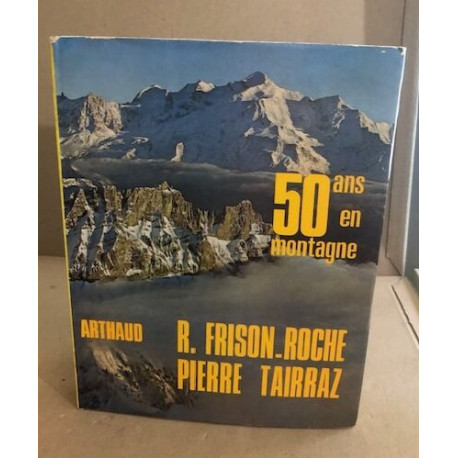 50 ans
en
montagne
ARTHAUD
R. FRISON-ROCHE
PIERRE TAIRRAZ